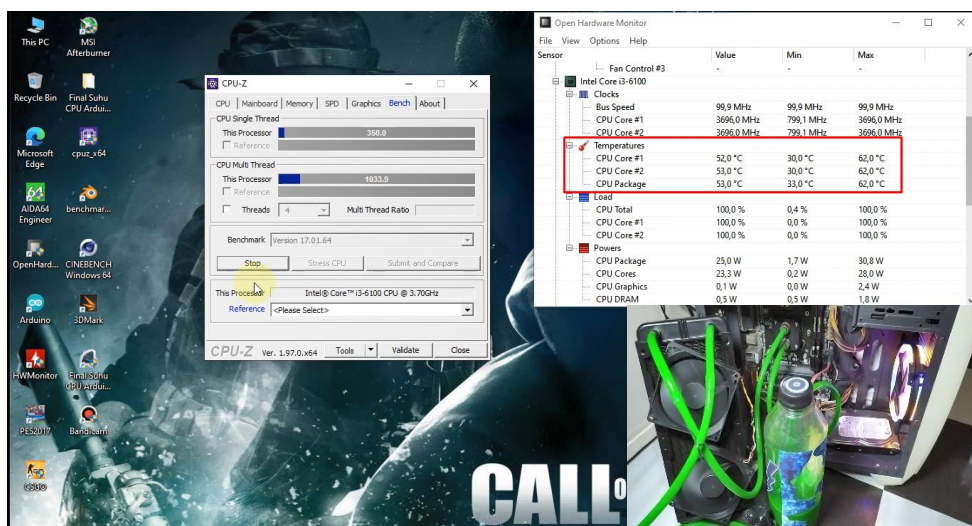 This PC
MSI Afterburner
Recycle Bin
Final Suhu CPU Ardui...
Microsoft Edge
cpuz_x64
AIDA64 Engineer
benchmar...
OpenHard...
CINEBENCH Windows 64
Arduino
3DMark
HWMonitor
Final Suhu CPU Ardui...
PES2017
Bandicam
CSGO
CPU-Z
CPU Mainboard Memory SPD Graphics Bench About
CPU Single Thread
This Processor 350.0
Reference
CPU Multi Thread
This Processor 1033.9
Reference
Threads 4 Multi Thread Ratio
Benchmark Version 17.01.64
Stop Stress CPU Submit and Compare
This Processor Intel® Core™ i3-6100 CPU @ 3.70GHz
Reference <Please Select>
CPU-Z Ver. 1.97.0.x64 Tools Validate Close
Open Hardware Monitor
File View Options Help
Sensor Value Min Max
Fan Control #3 - - -
Intel Core i3-6100
Clocks
Bus Speed 99,9 MHz 99,9 MHz 99,9 MHz
CPU Core #1 3696,0 MHz 799,1 MHz 3696,0 MHz
CPU Core #2 3696,0 MHz 799,1 MHz 3696,0 MHz
Temperatures
CPU Core #1 52,0 °C 30,0 °C 62,0 °C
CPU Core #2 53,0 °C 30,0 °C 62,0 °C
CPU Package 53,0 °C 33,0 °C 62,0 °C
Load
CPU Total 100,0 % 0,4 % 100,0 %
CPU Core #1 100,0 % 0,0 % 100,0 %
CPU Core #2 100,0 % 0,0 % 100,0 %
Powers
CPU Package 25,0 W 1,7 W 30,8 W
CPU Cores 23,3 W 0,2 W 28,0 W
CPU Graphics 0,1 W 0,0 W 2,4 W
CPU DRAM 0,5 W 0,5 W 1,8 W
CALL O